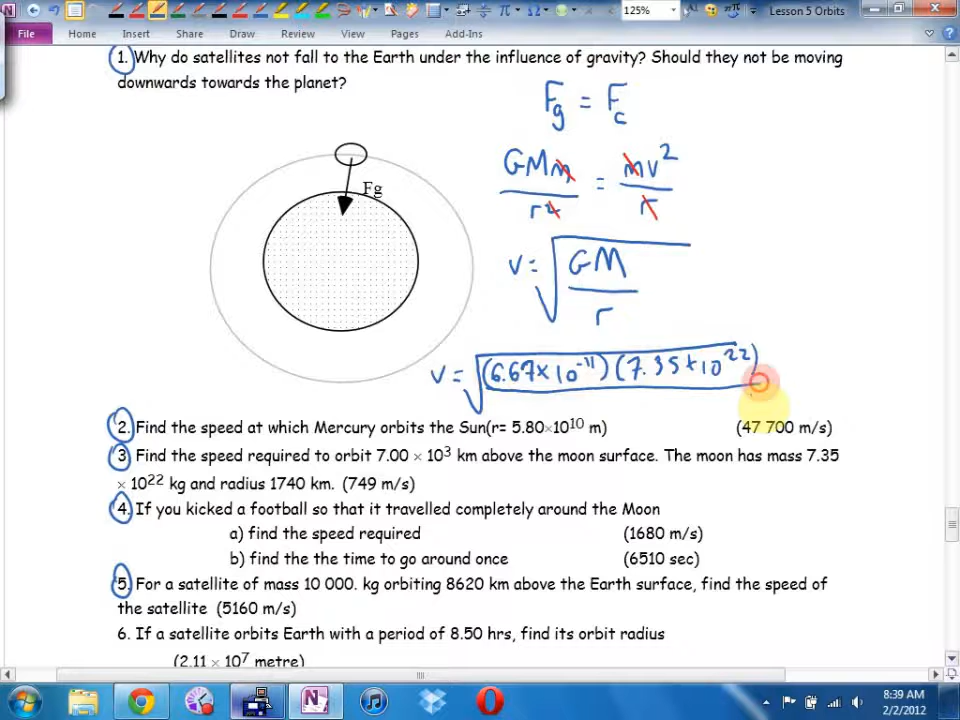 125%
Lesson 5 Orbits
File Home Insert Share Draw Review View Pages Add-Ins
1. Why do satellites not fall to the Earth under the influence of gravity? Should they not be moving
downwards towards the planet?
Fg = Fc
GMm / r² = mv² / r
Fg
v = √ GM / r
v = √ (6.67×10⁻¹¹)(7.35×10²²)
2. Find the speed at which Mercury orbits the Sun(r= 5.80×10¹⁰ m) (47 700 m/s)
3 Find the speed required to orbit 7.00 × 10³ km above the moon surface. The moon has mass 7.35
× 10²² kg and radius 1740 km. (749 m/s)
4. If you kicked a football so that it travelled completely around the Moon
a) find the speed required (1680 m/s)
b) find the the time to go around once (6510 sec)
5. For a satellite of mass 10 000. kg orbiting 8620 km above the Earth surface, find the speed of
the satellite (5160 m/s)
6. If a satellite orbits Earth with a period of 8.50 hrs, find its orbit radius
(2.11 × 10⁷ metre)
8:39 AM
2/2/2012